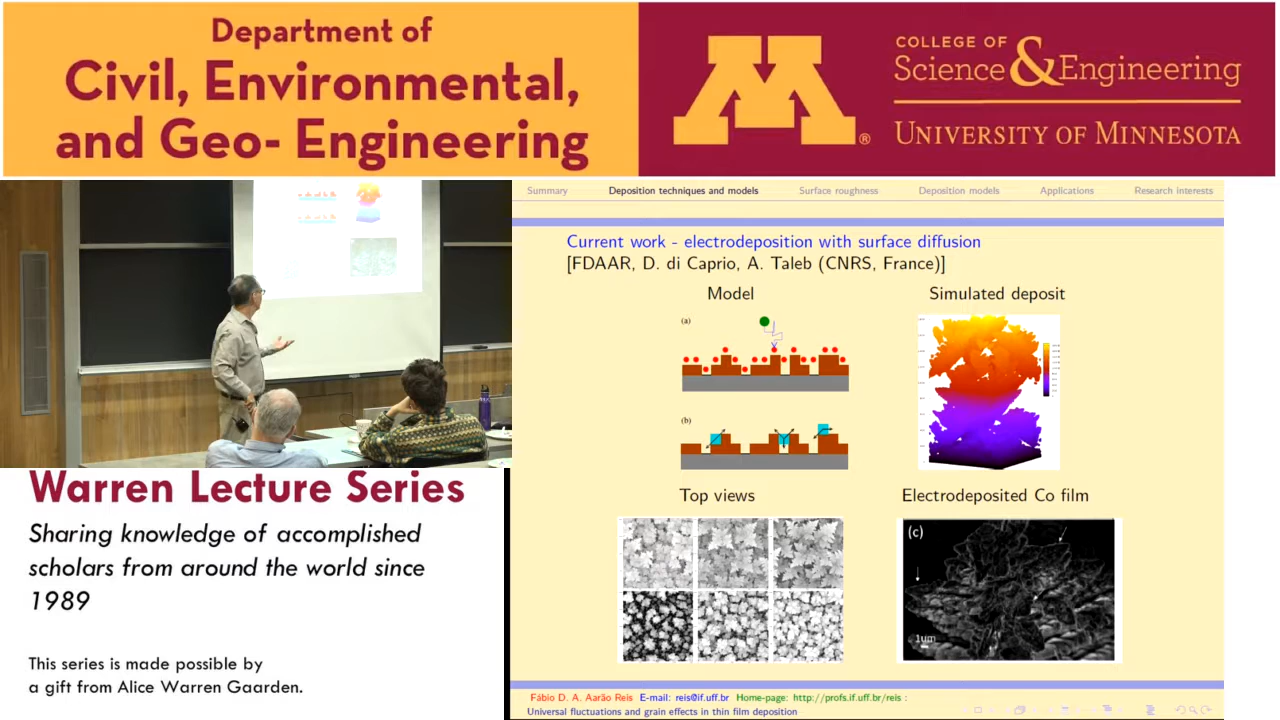 Department of
Civil, Environmental,
and Geo- Engineering
COLLEGE OF
Science & Engineering
UNIVERSITY OF MINNESOTA
Summary Deposition techniques and models Surface roughness Deposition models Applications Research interests
Current work - electrodeposition with surface diffusion
[FDAAR, D. di Caprio, A. Taleb (CNRS, France)]
Model Simulated deposit
(a)
(b)
Top views Electrodeposited Co film
(c)
1μm
Fábio D. A. Aarão Reis E-mail: reis@if.uff.br Home-page: http://profs.if.uff.br/reis :
Universal fluctuations and grain effects in thin film deposition
Warren Lecture Series
Sharing knowledge of accomplished
scholars from around the world since
1989
This series is made possible by
a gift from Alice Warren Gaarden.